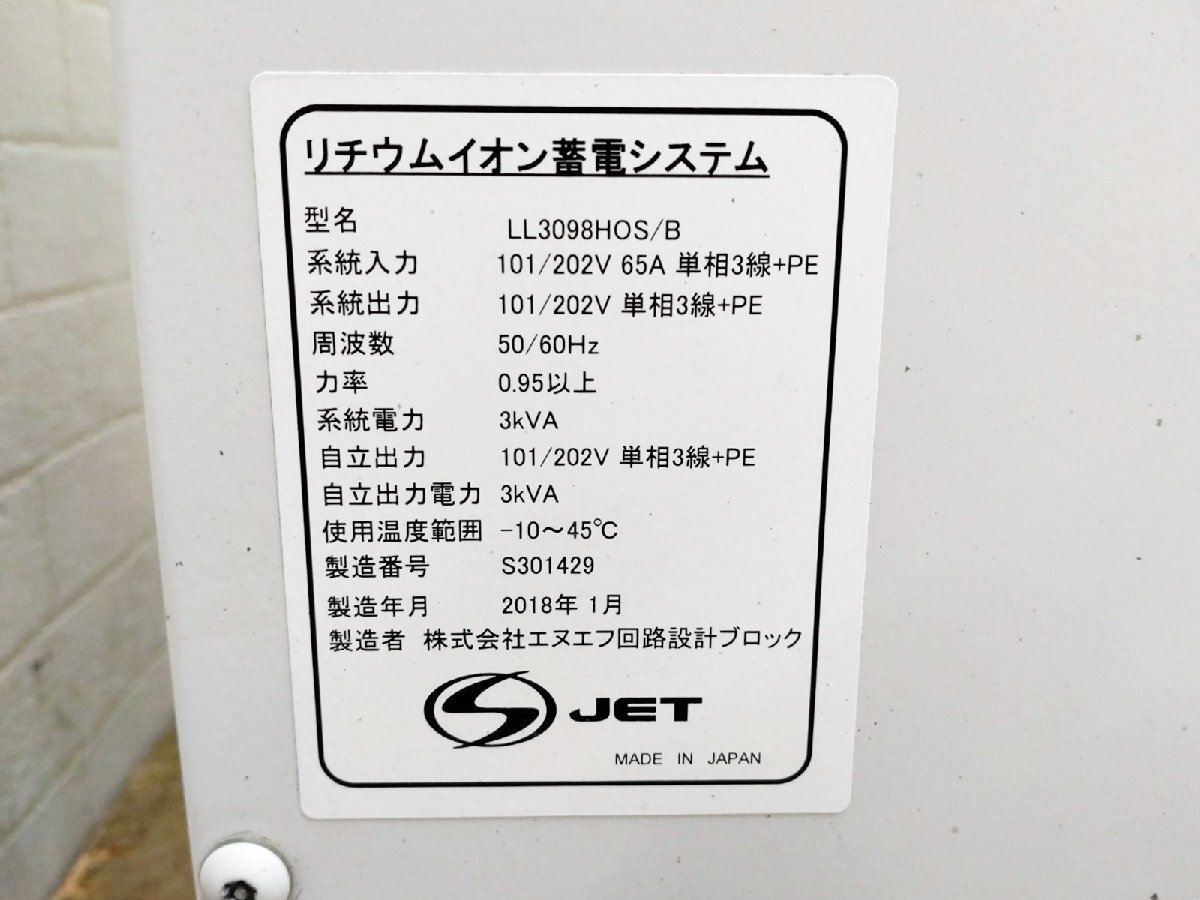 リチウムイオン蓄電システム
型名 LL3098HOS/B
系統入力 101/202V 65A 単相3線+PE
系統出力 101/202V 単相3線+PE
周波数 50/60Hz
力率 0.95以上
系統電力 3kVA
自立出力 101/202V 単相3線+PE
自立出力電力 3kVA
使用温度範囲 -10～45℃
製造番号 S301429
製造年月 2018年 1月
製造者 株式会社エヌエフ回路設計ブロック
S JET
MADE IN JAPAN